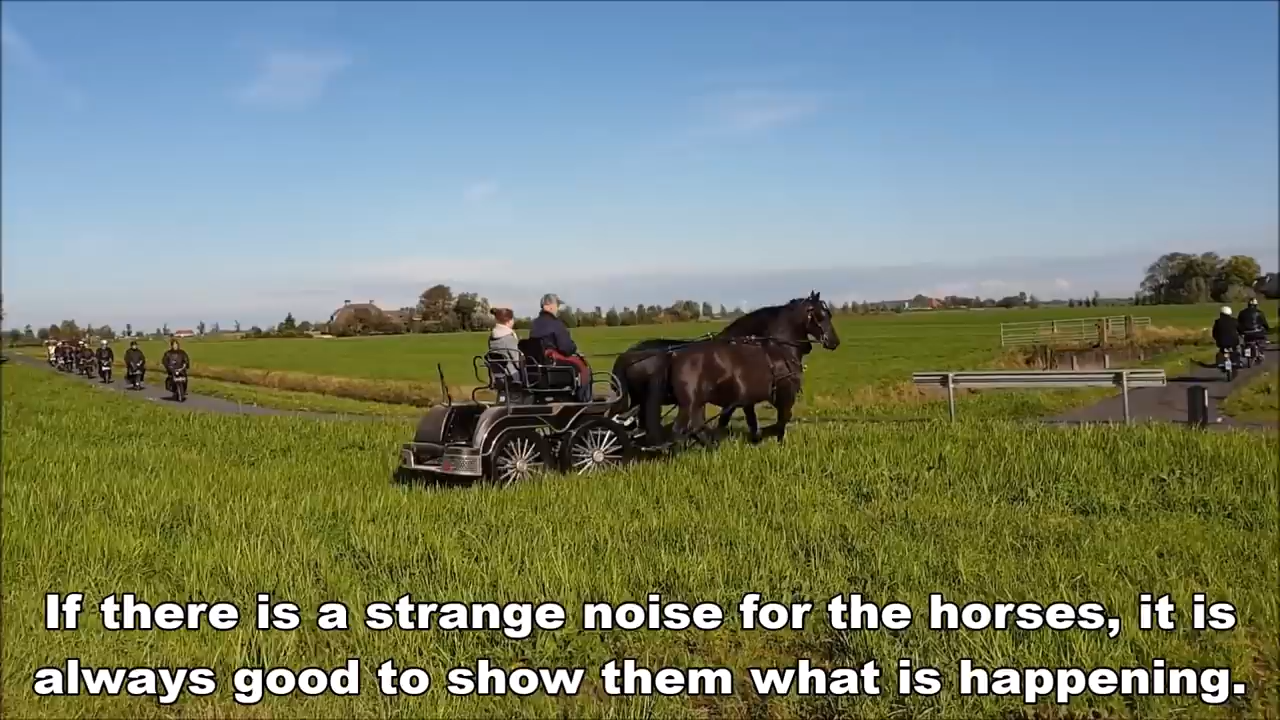 If there is a strange noise for the horses, it is
always good to show them what is happening.